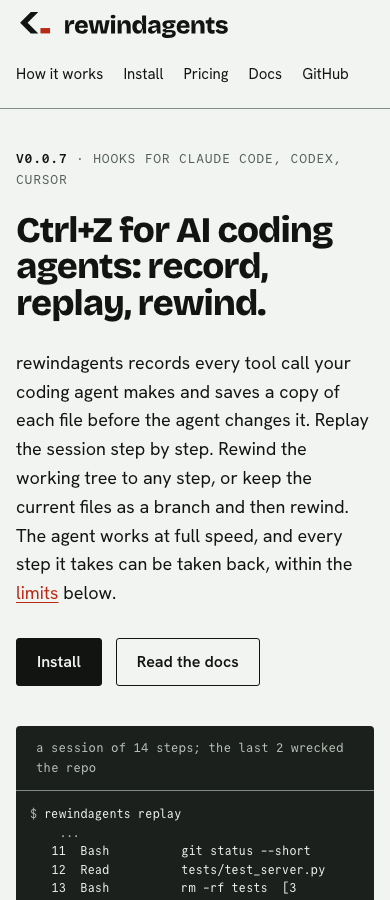 rewindagents
How it works Install Pricing Docs GitHub
V0.0.7 · HOOKS FOR CLAUDE CODE, CODEX,
CURSOR
Ctrl+Z for AI coding
agents: record,
replay, rewind.
rewindagents records every tool call your
coding agent makes and saves a copy of
each file before the agent changes it. Replay
the session step by step. Rewind the
working tree to any step, or keep the
current files as a branch and then rewind.
The agent works at full speed, and every
step it takes can be taken back, within the
limits below.
Install Read the docs
a session of 14 steps; the last 2 wrecked
the repo
$ rewindagents replay
...
11 Bash git status --short
12 Read tests/test_server.py
13 Bash rm -rf tests [3